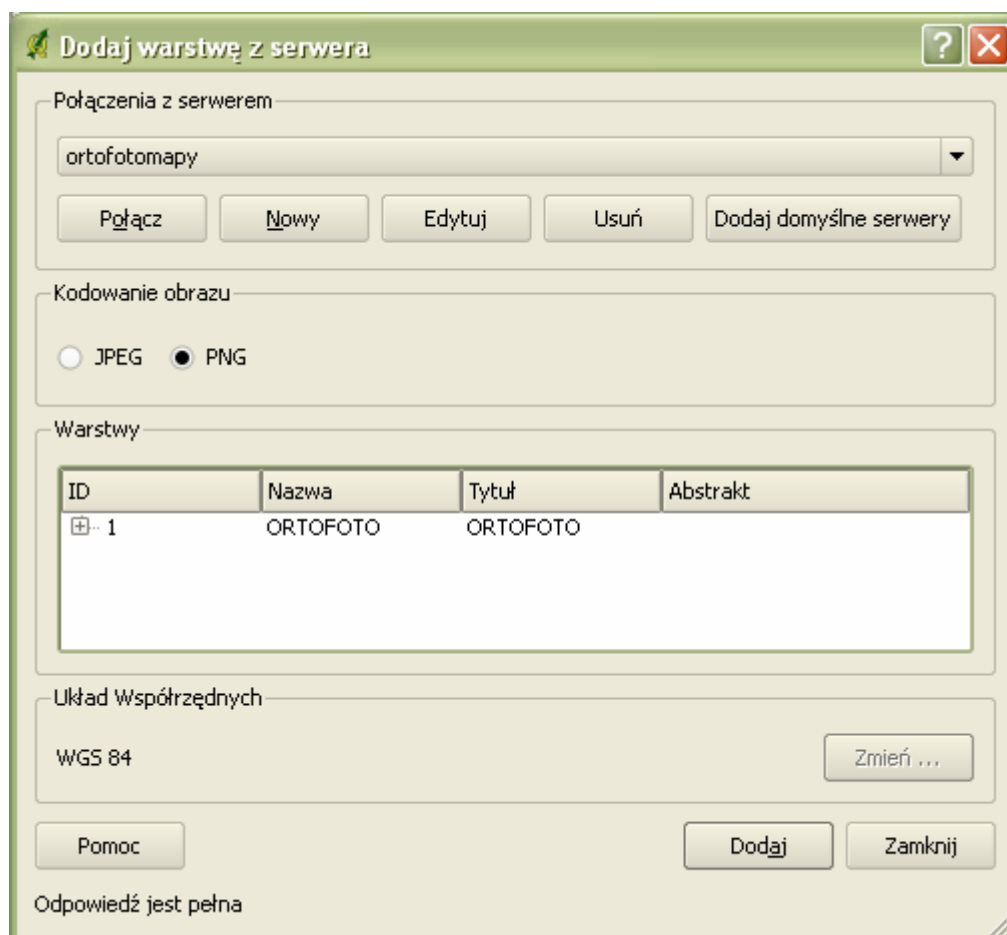 Dodaj warstwę z serwera
Połączenia z serwerem
ortofotomapy
Połącz Nowy Edytuj Usuń Dodaj domyślne serwery
Kodowanie obrazu
JPEG PNG
Warstwy
ID Nazwa Tytuł Abstrakt
1 ORTOFOTO ORTOFOTO
Układ Współrzędnych
WGS 84 Zmień ...
Pomoc Dodaj Zamknij
Odpowiedź jest pełna